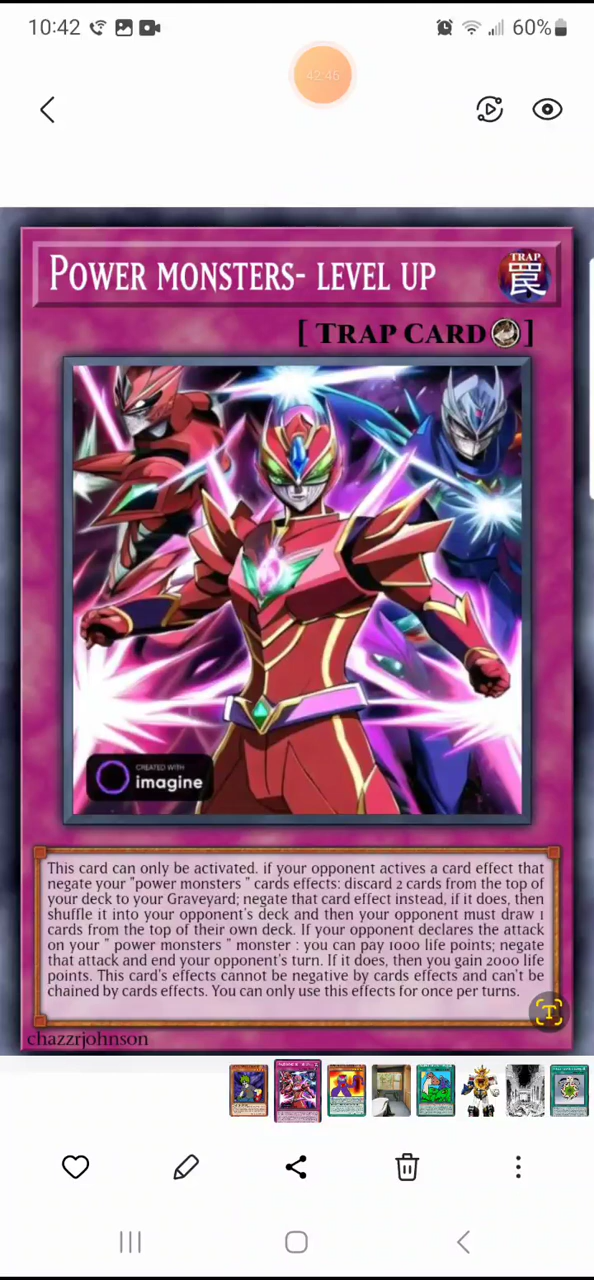 10:42
60%
42:45
POWER MONSTERS- LEVEL UP
TRAP
罠
[ TRAP CARD ]
CREATED WITH
imagine
This card can only be activated. if your opponent actives a card effect that
negate your "power monsters " cards effects: discard 2 cards from the top of
your deck to your Graveyard; negate that card effect instead, if it does, then
shuffle it into your opponent's deck and then your opponent must draw 1
cards from the top of their own deck. If your opponent declares the attack
on your " power monsters " monster : you can pay 1000 life points; negate
that attack and end your opponent's turn. If it does, then you gain 2000 life
points. This card's effects cannot be negative by cards effects and can't be
chained by cards effects. You can only use this effects for once per turns.
T
chazzrjohnson